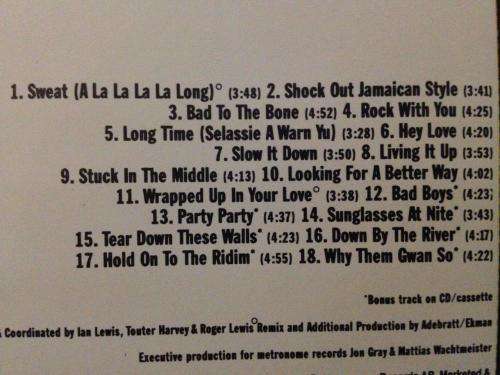 1. Sweat (A La La La La Long)° (3:48) 2. Shock Out Jamaican Style (3:41)
3. Bad To The Bone (4:52) 4. Rock With You (4:25)
5. Long Time (Selassie A Warn Yu) (3:28) 6. Hey Love (4:20)
7. Slow It Down (3:50) 8. Living It Up (3:53)
9. Stuck In The Middle (4:13) 10. Looking For A Better Way (4:02)
11. Wrapped Up In Your Love° (3:38) 12. Bad Boys* (4:23)
13. Party Party* (4:37) 14. Sunglasses At Nite* (3:43)
15. Tear Down These Walls* (4:23) 16. Down By The River* (4:17)
17. Hold On To The Ridim* (4:55) 18. Why Them Gwan So* (4:22)
*Bonus track on CD/cassette
& Coordinated by Ian Lewis, Touter Harvey & Roger Lewis °Remix and Additional Production by Adebratt/Ekman
Executive production for metronome records Jon Gray & Mattias Wachtmeister